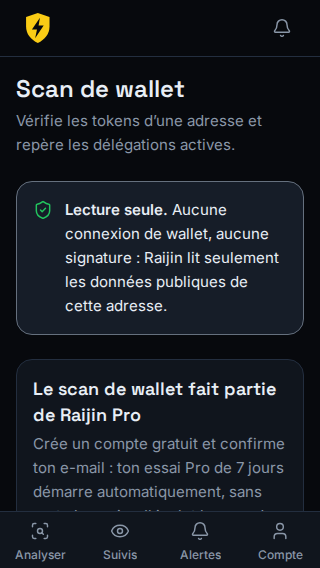 Scan de wallet
Vérifie les tokens d’une adresse et
repère les délégations actives.
Lecture seule. Aucune
connexion de wallet, aucune
signature : Raijin lit seulement
les données publiques de
cette adresse.
Le scan de wallet fait partie
de Raijin Pro
Crée un compte gratuit et confirme
ton e-mail : ton essai Pro de 7 jours
démarre automatiquement, sans
Analyser Suivis Alertes Compte